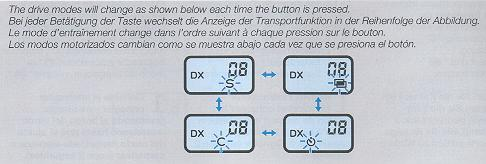 The drive modes will change as shown below each time the button is pressed.
Bei jeder Betätigung der Taste wechselt die Anzeige der Transportfunktion in der Reihenfolge der Abbildung.
Le mode d'entraînement change dans l'ordre suivant à chaque pression sur le bouton.
Los modos motorizados cambian como se muestra abajo cada vez que se presiona el botón.
DX 08 S
DX 08
DX 08 C
DX 08